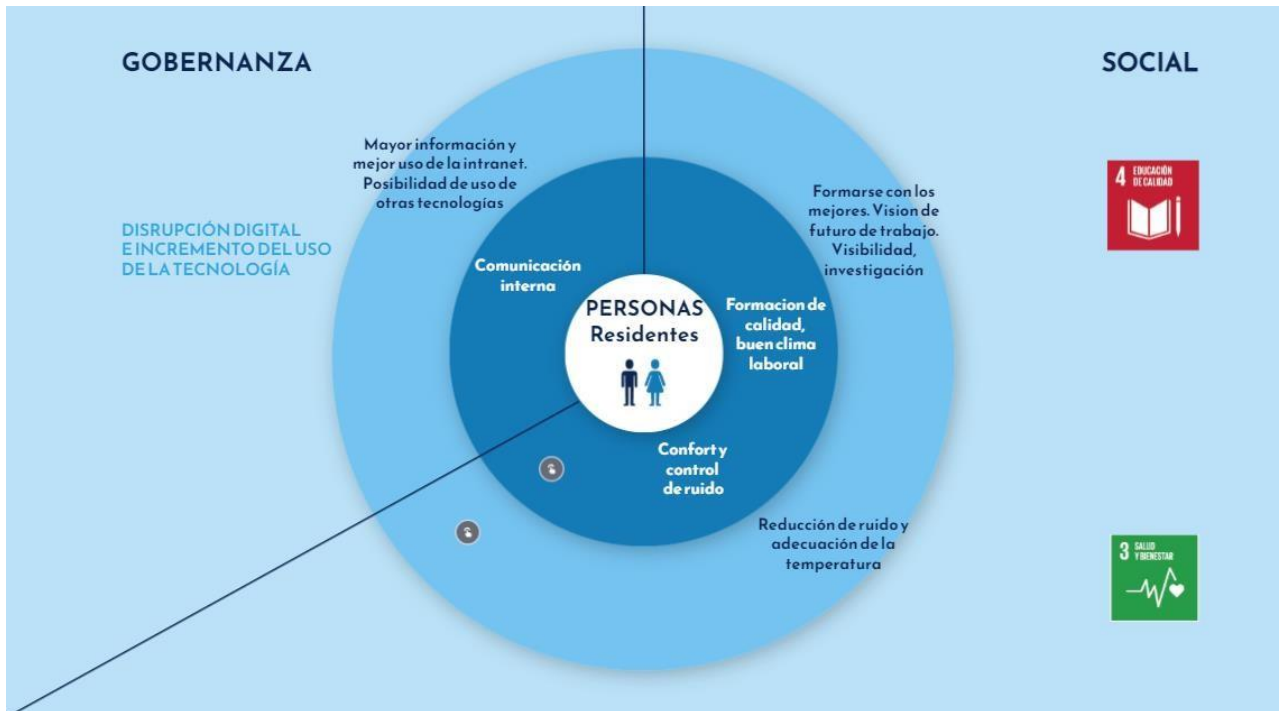 GOBERNANZA
SOCIAL
Mayor información y
mejor uso de la intranet.
Posibilidad de uso de
otras tecnologías
DISRUPCIÓN DIGITAL
E INCREMENTO DEL USO
DE LA TECNOLOGÍA
Comunicación
interna
PERSONAS
Residentes
Formacion de
calidad,
buen clima
laboral
Formarse con los
mejores. Vision de
futuro de trabajo.
Visibilidad,
investigación
4 EDUCACIÓN
DE CALIDAD
Confort y
control
de ruido
Reducción de ruido y
adecuación de la
temperatura
3 SALUD
Y BIENESTAR